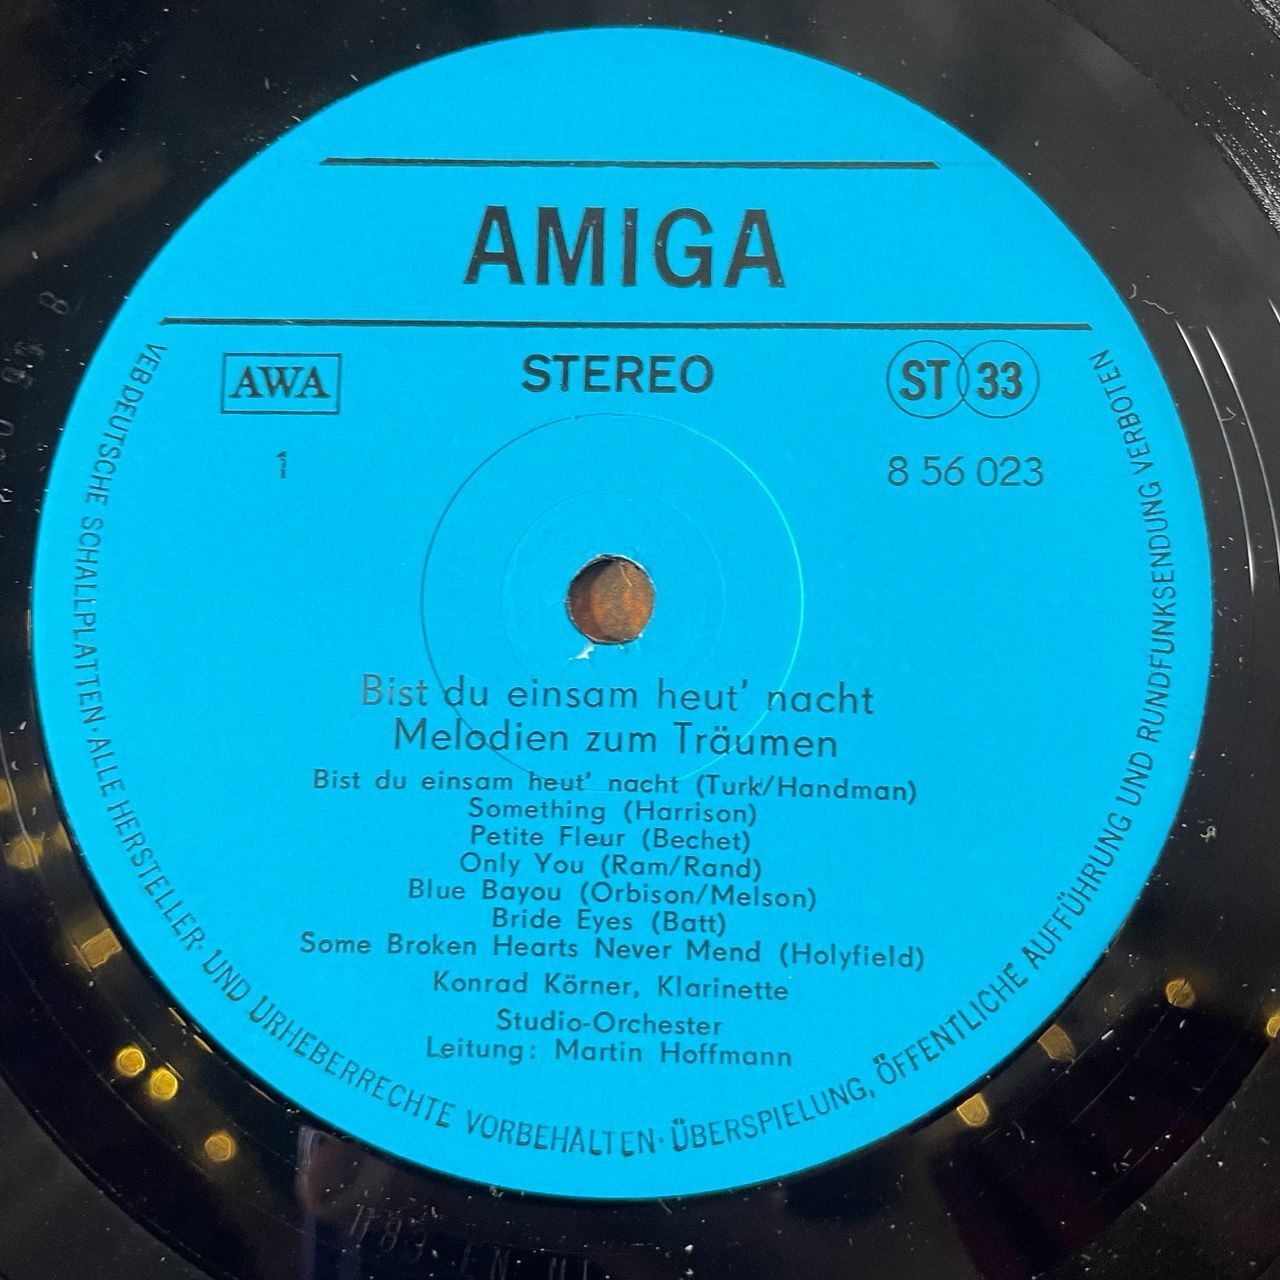 AMIGA
AWA
STEREO
ST 33
1
8 56 023
Bist du einsam heut' nacht
Melodien zum Träumen
Bist du einsam heut' nacht (Turk/Handman)
Something (Harrison)
Petite Fleur (Bechet)
Only You (Ram/Rand)
Blue Bayou (Orbison/Melson)
Bride Eyes (Batt)
Some Broken Hearts Never Mend (Holyfield)
Konrad Körner, Klarinette
Studio-Orchester
Leitung: Martin Hoffmann
VEB DEUTSCHE SCHALLPLATTEN · ALLE HERSTELLER- UND URHEBERRECHTE VORBEHALTEN · ÜBERSPIELUNG, ÖFFENTLICHE AUFFÜHRUNG UND RUNDFUNKSENDUNG VERBOTEN